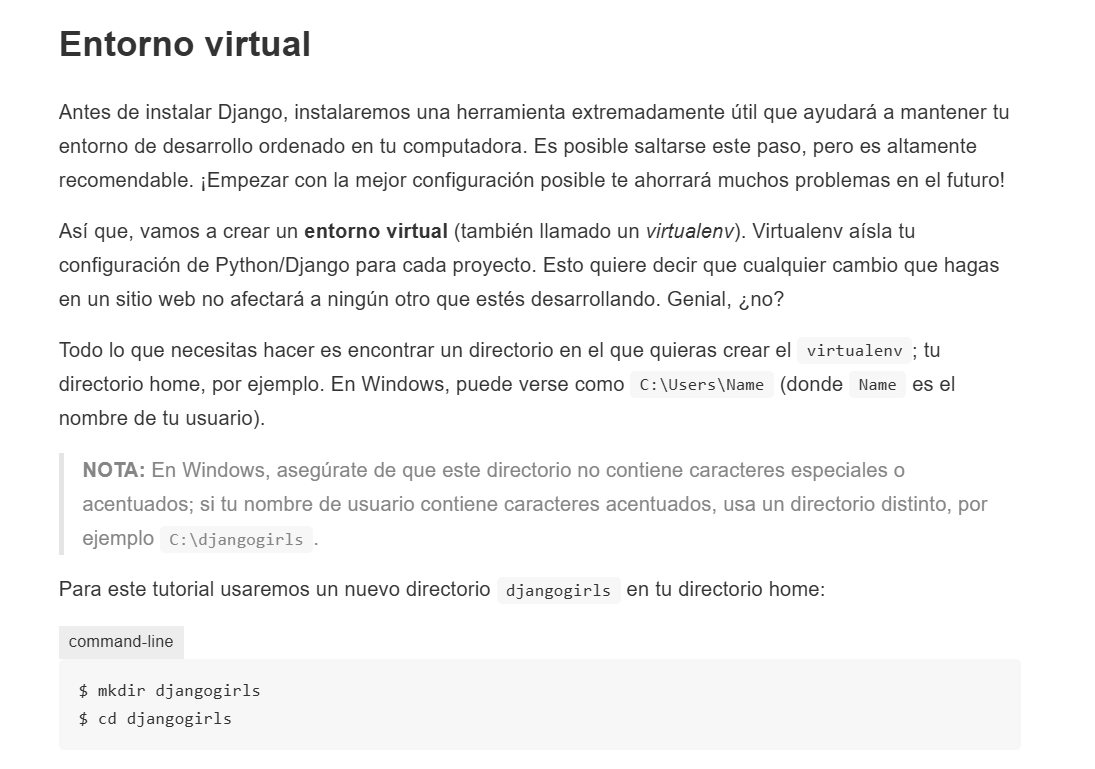 Entorno virtual
Antes de instalar Django, instalaremos una herramienta extremadamente útil que ayudará a mantener tu
entorno de desarrollo ordenado en tu computadora. Es posible saltarse este paso, pero es altamente
recomendable. ¡Empezar con la mejor configuración posible te ahorrará muchos problemas en el futuro!
Así que, vamos a crear un entorno virtual (también llamado un virtualenv). Virtualenv aísla tu
configuración de Python/Django para cada proyecto. Esto quiere decir que cualquier cambio que hagas
en un sitio web no afectará a ningún otro que estés desarrollando. Genial, ¿no?
Todo lo que necesitas hacer es encontrar un directorio en el que quieras crear el virtualenv ; tu
directorio home, por ejemplo. En Windows, puede verse como C:\Users\Name (donde Name es el
nombre de tu usuario).
NOTA: En Windows, asegúrate de que este directorio no contiene caracteres especiales o
acentuados; si tu nombre de usuario contiene caracteres acentuados, usa un directorio distinto, por
ejemplo C:\djangogirls .
Para este tutorial usaremos un nuevo directorio djangogirls en tu directorio home:
command-line
$ mkdir djangogirls
$ cd djangogirls